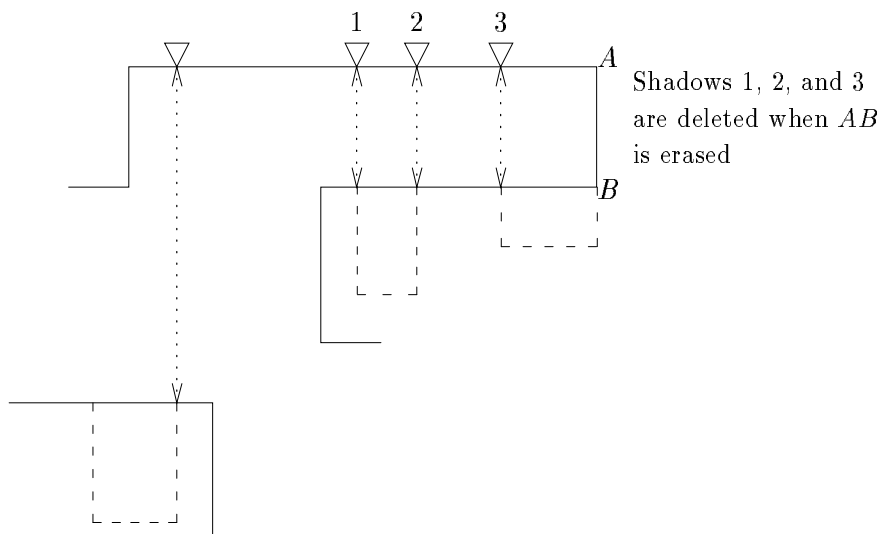 1 2 3
A
Shadows 1, 2, and 3
are deleted when AB
is erased
B